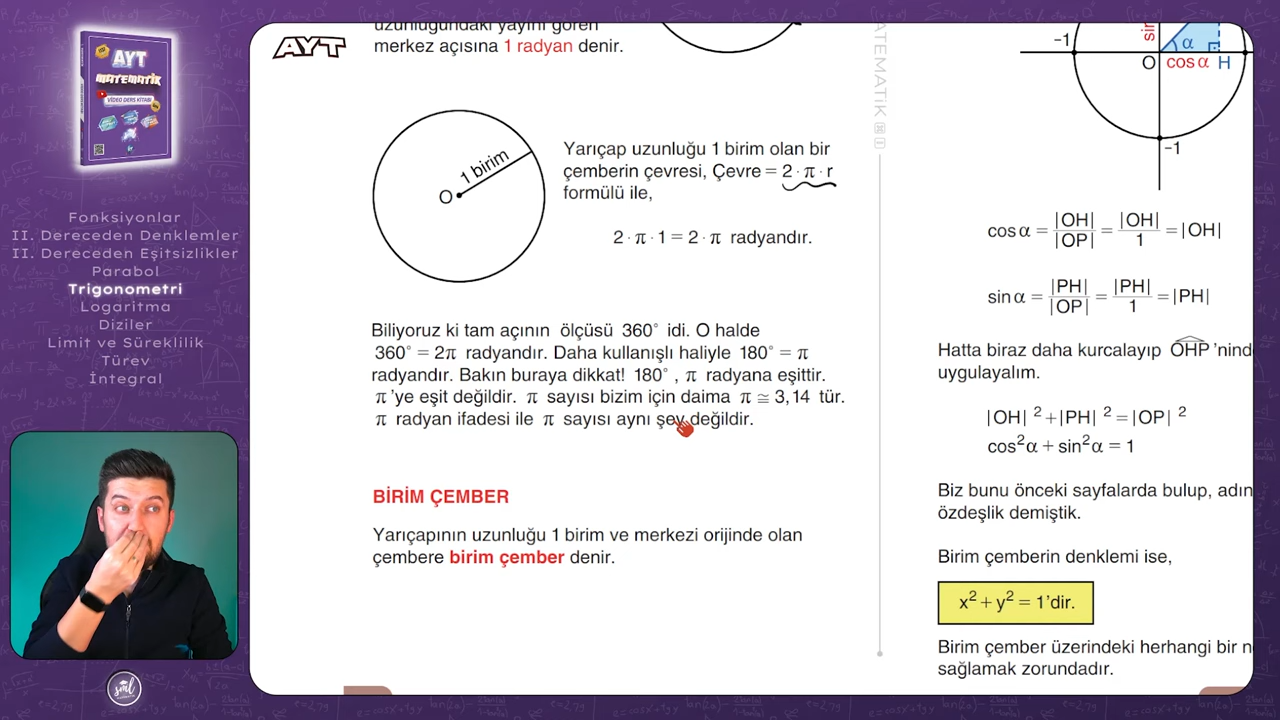 AYT
MATEMATİK
VİDEO DERS KİTABI
Fonksiyonlar
II. Dereceden Denklemler
II. Dereceden Eşitsizlikler
Parabol
Trigonometri
Logaritma
Diziler
Limit ve Süreklilik
Türev
İntegral
sml
AYT
uzunluğundaki yayını gören
merkez açısına 1 radyan denir.
1 birim
O
Yarıçap uzunluğu 1 birim olan bir
çemberin çevresi, Çevre = 2 · π · r
formülü ile,
2 · π · 1 = 2 · π radyandır.
Biliyoruz ki tam açının ölçüsü 360° idi. O halde
360° = 2π radyandır. Daha kullanışlı haliyle 180° = π
radyandır. Bakın buraya dikkat! 180° , π radyana eşittir.
π'ye eşit değildir. π sayısı bizim için daima π ≅ 3,14 tür.
π radyan ifadesi ile π sayısı aynı şey değildir.
BİRİM ÇEMBER
Yarıçapının uzunluğu 1 birim ve merkezi orijinde olan
çembere birim çember denir.
ATEMATİK
−1
sin
α
O cosα H
−1
cosα = |OH| / |OP| = |OH| / 1 = |OH|
sinα = |PH| / |OP| = |PH| / 1 = |PH|
Hatta biraz daha kurcalayıp OHP 'nind
uygulayalım.
|OH| ² + |PH| ² = |OP| ²
cos²α + sin²α = 1
Biz bunu önceki sayfalarda bulup, adın
özdeşlik demiştik.
Birim çemberin denklemi ise,
x² + y² = 1'dir.
Birim çember üzerindeki herhangi bir n
sağlamak zorundadır.